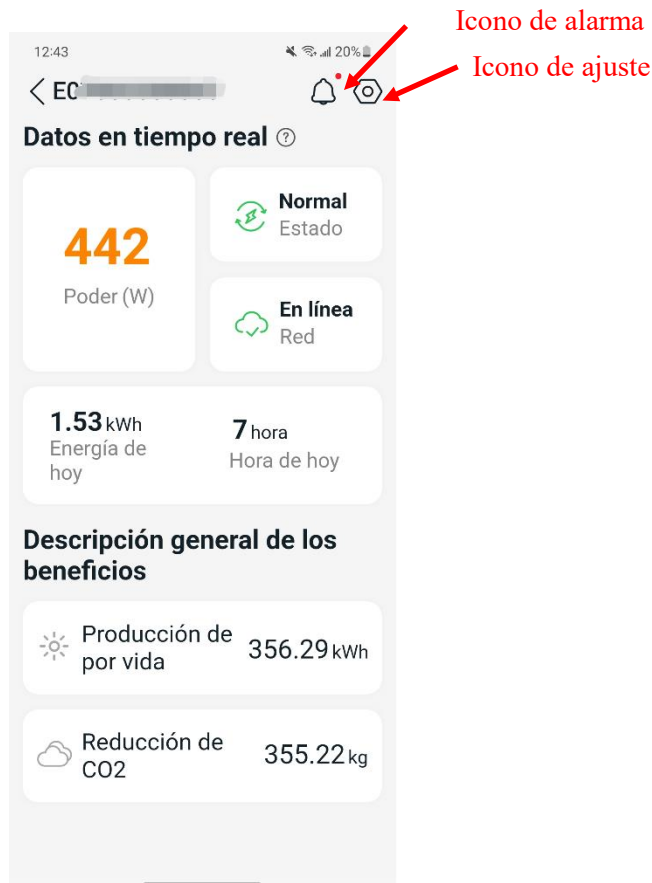 Icono de alarma
12:43
20%
Icono de ajuste
Datos en tiempo real
442
Poder (W)
Normal
Estado
En línea
Red
1.53 kWh
Energía de
hoy
7 hora
Hora de hoy
Descripción general de los
beneficios
Producción de
por vida
356.29 kWh
Reducción de
CO2
355.22 kg